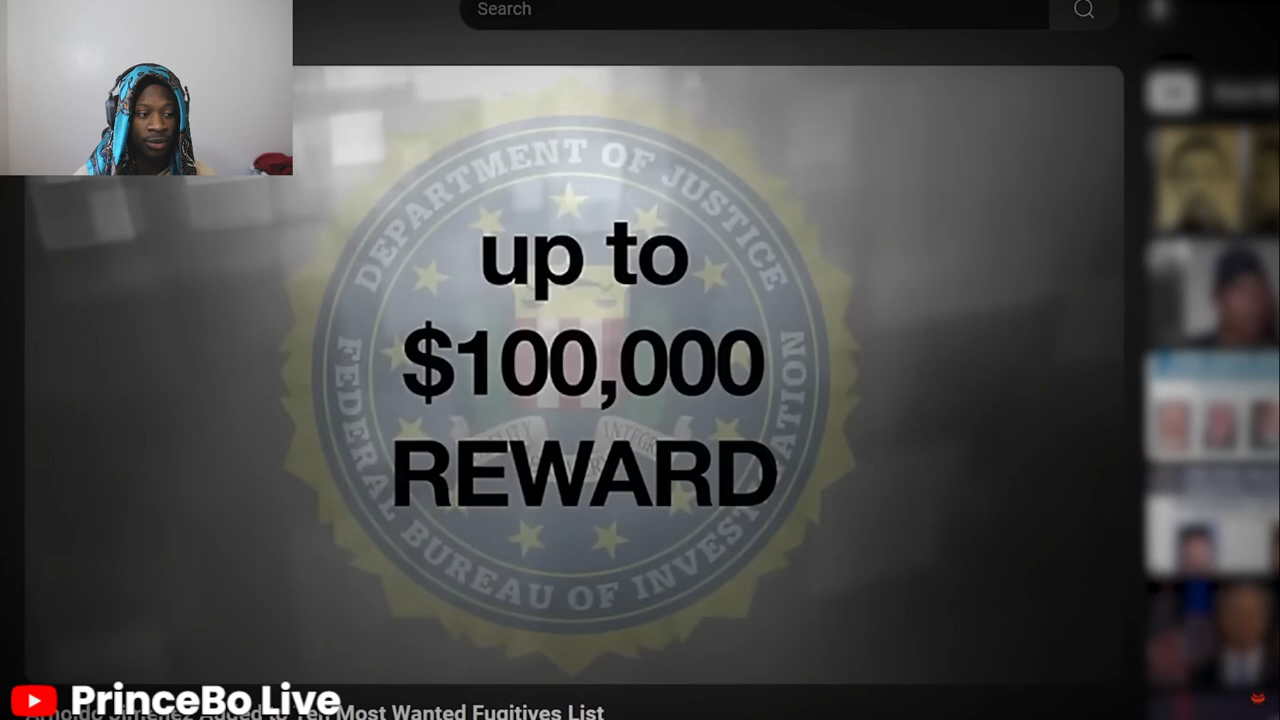 Search
DEPARTMENT OF JUSTICE
up to
$100,000
REWARD
FEDERAL BUREAU OF INVESTIGATION
PrinceBo Live
Most Wanted Fugitives List